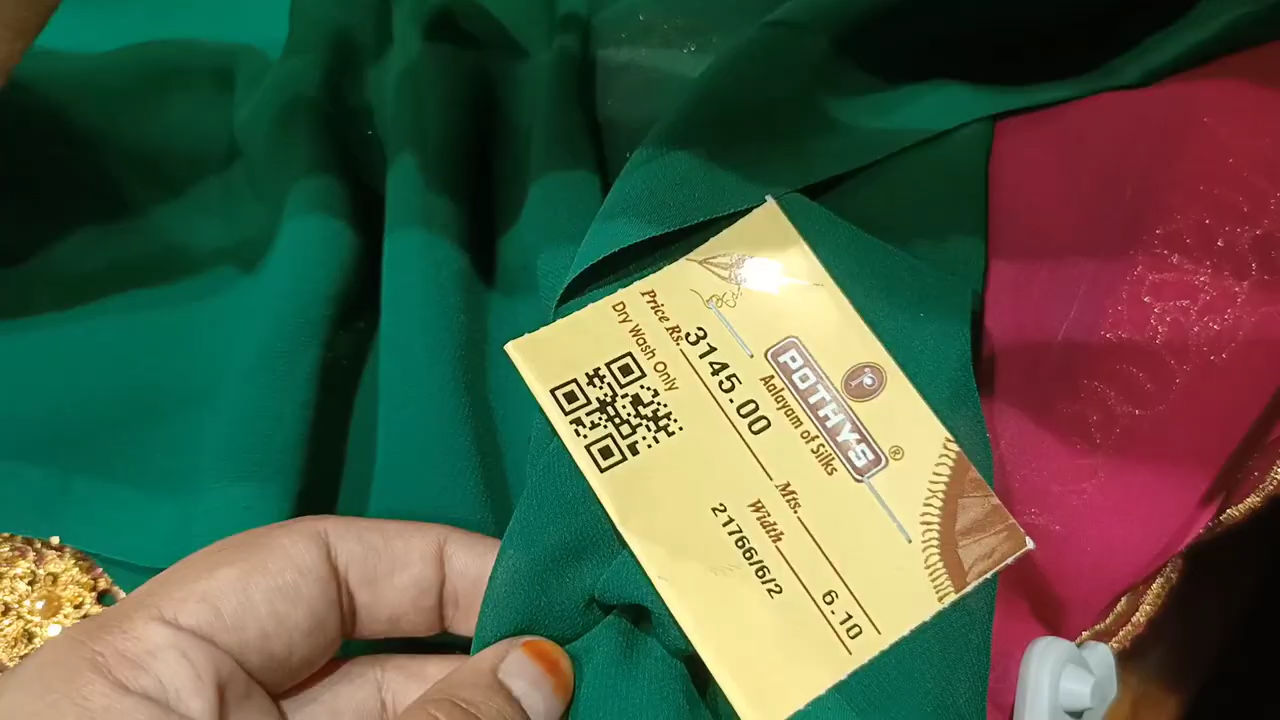 POTHYS ®
Aalayam of Silks
Price Rs. 3145.00 Mts.
Dry Wash Only
Width 6.10
21766/6/2